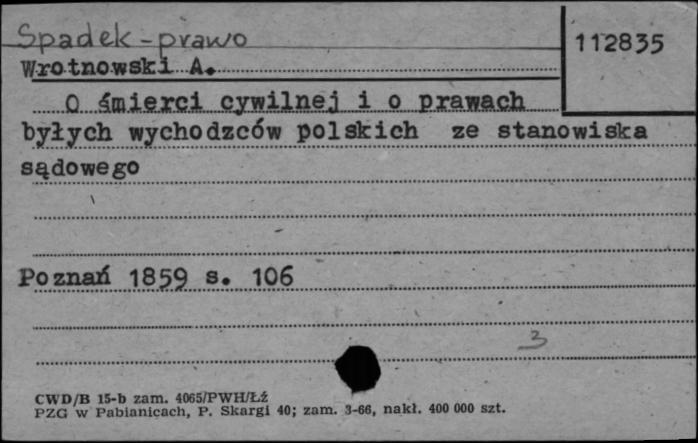 Spadek - prawo
112835
Wrotnowski A.
O śmierci cywilnej i o prawach
byłych wychodzców polskich ze stanowiska
sądowego
Poznań 1859 s. 106
3
CWD/B 15-b zam. 4065/PWH/Łź
PZG w Pabianicach, P. Skargi 40; zam. 3-66, nakł. 400 000 szt.